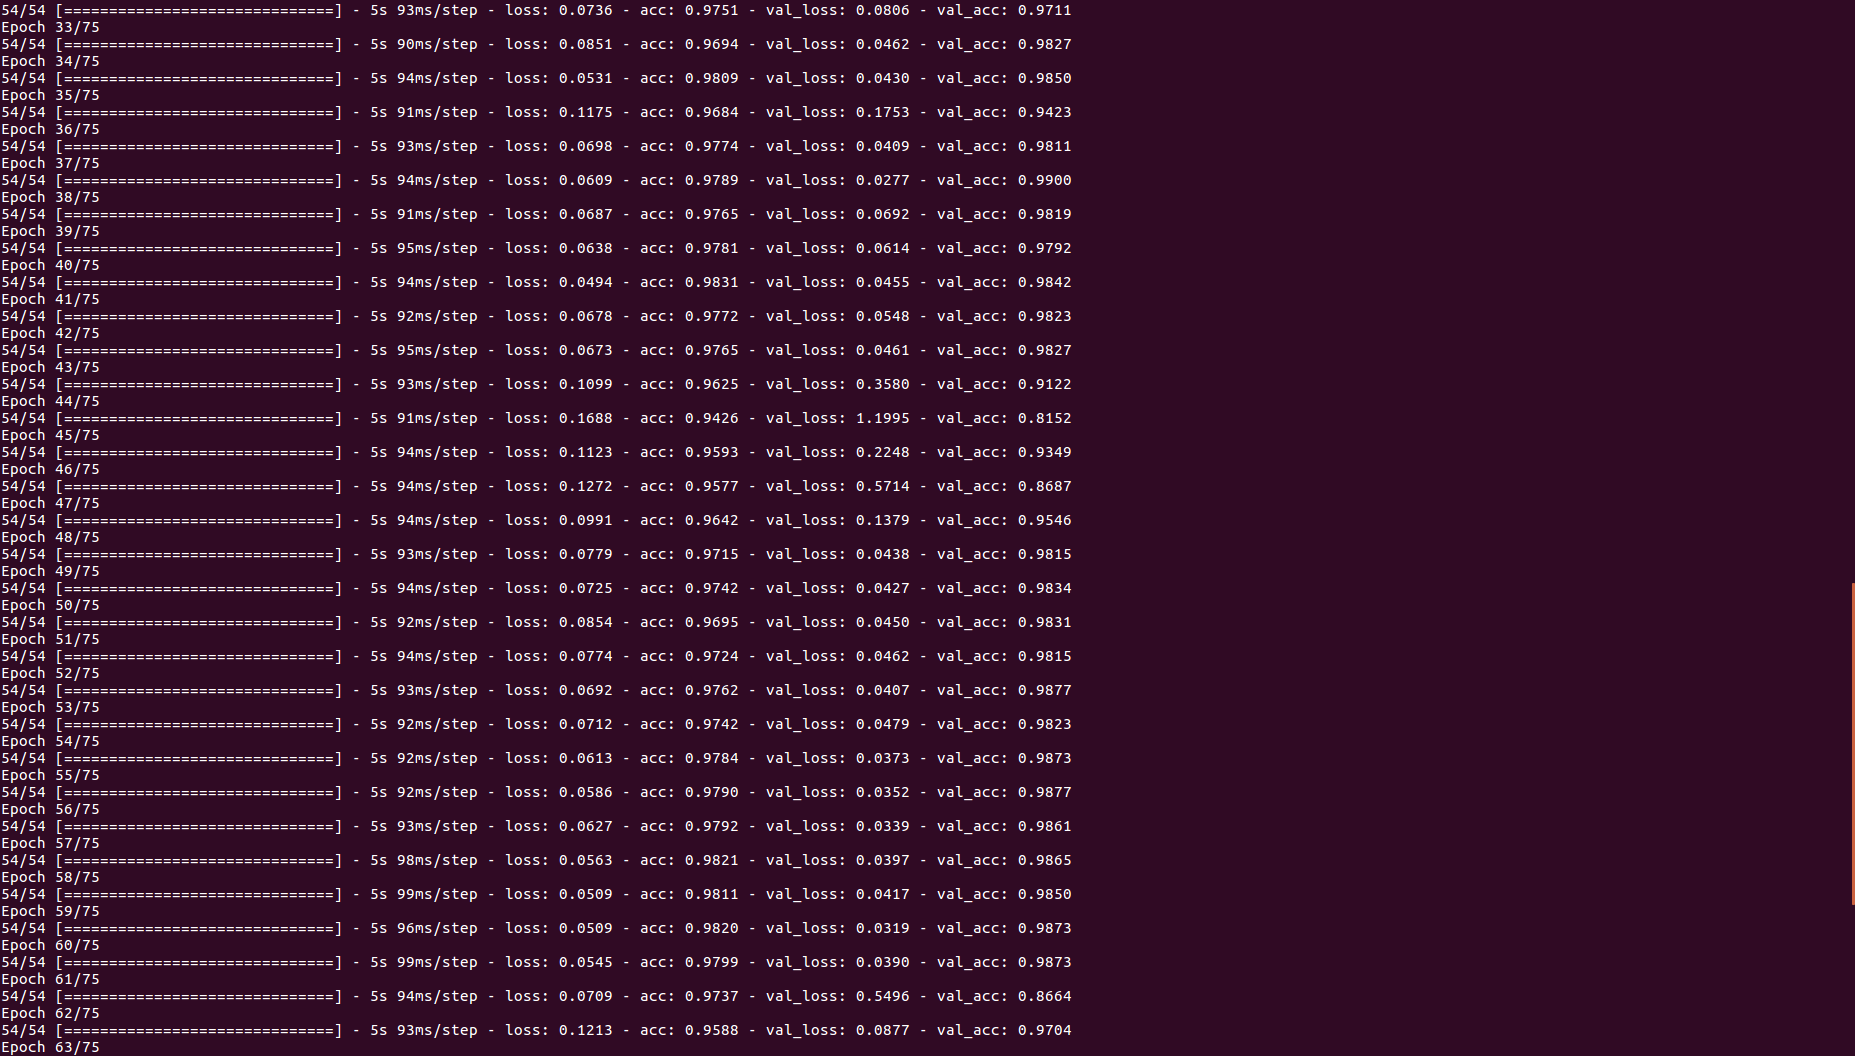 54/54 [==============================] - 5s 93ms/step - loss: 0.0736 - acc: 0.9751 - val_loss: 0.0806 - val_acc: 0.9711
Epoch 33/75
54/54 [==============================] - 5s 90ms/step - loss: 0.0851 - acc: 0.9694 - val_loss: 0.0462 - val_acc: 0.9827
Epoch 34/75
54/54 [==============================] - 5s 94ms/step - loss: 0.0531 - acc: 0.9809 - val_loss: 0.0430 - val_acc: 0.9850
Epoch 35/75
54/54 [==============================] - 5s 91ms/step - loss: 0.1175 - acc: 0.9684 - val_loss: 0.1753 - val_acc: 0.9423
Epoch 36/75
54/54 [==============================] - 5s 93ms/step - loss: 0.0698 - acc: 0.9774 - val_loss: 0.0409 - val_acc: 0.9811
Epoch 37/75
54/54 [==============================] - 5s 94ms/step - loss: 0.0609 - acc: 0.9789 - val_loss: 0.0277 - val_acc: 0.9900
Epoch 38/75
54/54 [==============================] - 5s 91ms/step - loss: 0.0687 - acc: 0.9765 - val_loss: 0.0692 - val_acc: 0.9819
Epoch 39/75
54/54 [==============================] - 5s 95ms/step - loss: 0.0638 - acc: 0.9781 - val_loss: 0.0614 - val_acc: 0.9792
Epoch 40/75
54/54 [==============================] - 5s 94ms/step - loss: 0.0494 - acc: 0.9831 - val_loss: 0.0455 - val_acc: 0.9842
Epoch 41/75
54/54 [==============================] - 5s 92ms/step - loss: 0.0678 - acc: 0.9772 - val_loss: 0.0548 - val_acc: 0.9823
Epoch 42/75
54/54 [==============================] - 5s 95ms/step - loss: 0.0673 - acc: 0.9765 - val_loss: 0.0461 - val_acc: 0.9827
Epoch 43/75
54/54 [==============================] - 5s 93ms/step - loss: 0.1099 - acc: 0.9625 - val_loss: 0.3580 - val_acc: 0.9122
Epoch 44/75
54/54 [==============================] - 5s 91ms/step - loss: 0.1688 - acc: 0.9426 - val_loss: 1.1995 - val_acc: 0.8152
Epoch 45/75
54/54 [==============================] - 5s 94ms/step - loss: 0.1123 - acc: 0.9593 - val_loss: 0.2248 - val_acc: 0.9349
Epoch 46/75
54/54 [==============================] - 5s 94ms/step - loss: 0.1272 - acc: 0.9577 - val_loss: 0.5714 - val_acc: 0.8687
Epoch 47/75
54/54 [==============================] - 5s 94ms/step - loss: 0.0991 - acc: 0.9642 - val_loss: 0.1379 - val_acc: 0.9546
Epoch 48/75
54/54 [==============================] - 5s 93ms/step - loss: 0.0779 - acc: 0.9715 - val_loss: 0.0438 - val_acc: 0.9815
Epoch 49/75
54/54 [==============================] - 5s 94ms/step - loss: 0.0725 - acc: 0.9742 - val_loss: 0.0427 - val_acc: 0.9834
Epoch 50/75
54/54 [==============================] - 5s 92ms/step - loss: 0.0854 - acc: 0.9695 - val_loss: 0.0450 - val_acc: 0.9831
Epoch 51/75
54/54 [==============================] - 5s 94ms/step - loss: 0.0774 - acc: 0.9724 - val_loss: 0.0462 - val_acc: 0.9815
Epoch 52/75
54/54 [==============================] - 5s 93ms/step - loss: 0.0692 - acc: 0.9762 - val_loss: 0.0407 - val_acc: 0.9877
Epoch 53/75
54/54 [==============================] - 5s 92ms/step - loss: 0.0712 - acc: 0.9742 - val_loss: 0.0479 - val_acc: 0.9823
Epoch 54/75
54/54 [==============================] - 5s 92ms/step - loss: 0.0613 - acc: 0.9784 - val_loss: 0.0373 - val_acc: 0.9873
Epoch 55/75
54/54 [==============================] - 5s 92ms/step - loss: 0.0586 - acc: 0.9790 - val_loss: 0.0352 - val_acc: 0.9877
Epoch 56/75
54/54 [==============================] - 5s 93ms/step - loss: 0.0627 - acc: 0.9792 - val_loss: 0.0339 - val_acc: 0.9861
Epoch 57/75
54/54 [==============================] - 5s 98ms/step - loss: 0.0563 - acc: 0.9821 - val_loss: 0.0397 - val_acc: 0.9865
Epoch 58/75
54/54 [==============================] - 5s 99ms/step - loss: 0.0509 - acc: 0.9811 - val_loss: 0.0417 - val_acc: 0.9850
Epoch 59/75
54/54 [==============================] - 5s 96ms/step - loss: 0.0509 - acc: 0.9820 - val_loss: 0.0319 - val_acc: 0.9873
Epoch 60/75
54/54 [==============================] - 5s 99ms/step - loss: 0.0545 - acc: 0.9799 - val_loss: 0.0390 - val_acc: 0.9873
Epoch 61/75
54/54 [==============================] - 5s 94ms/step - loss: 0.0709 - acc: 0.9737 - val_loss: 0.5496 - val_acc: 0.8664
Epoch 62/75
54/54 [==============================] - 5s 93ms/step - loss: 0.1213 - acc: 0.9588 - val_loss: 0.0877 - val_acc: 0.9704
Epoch 63/75